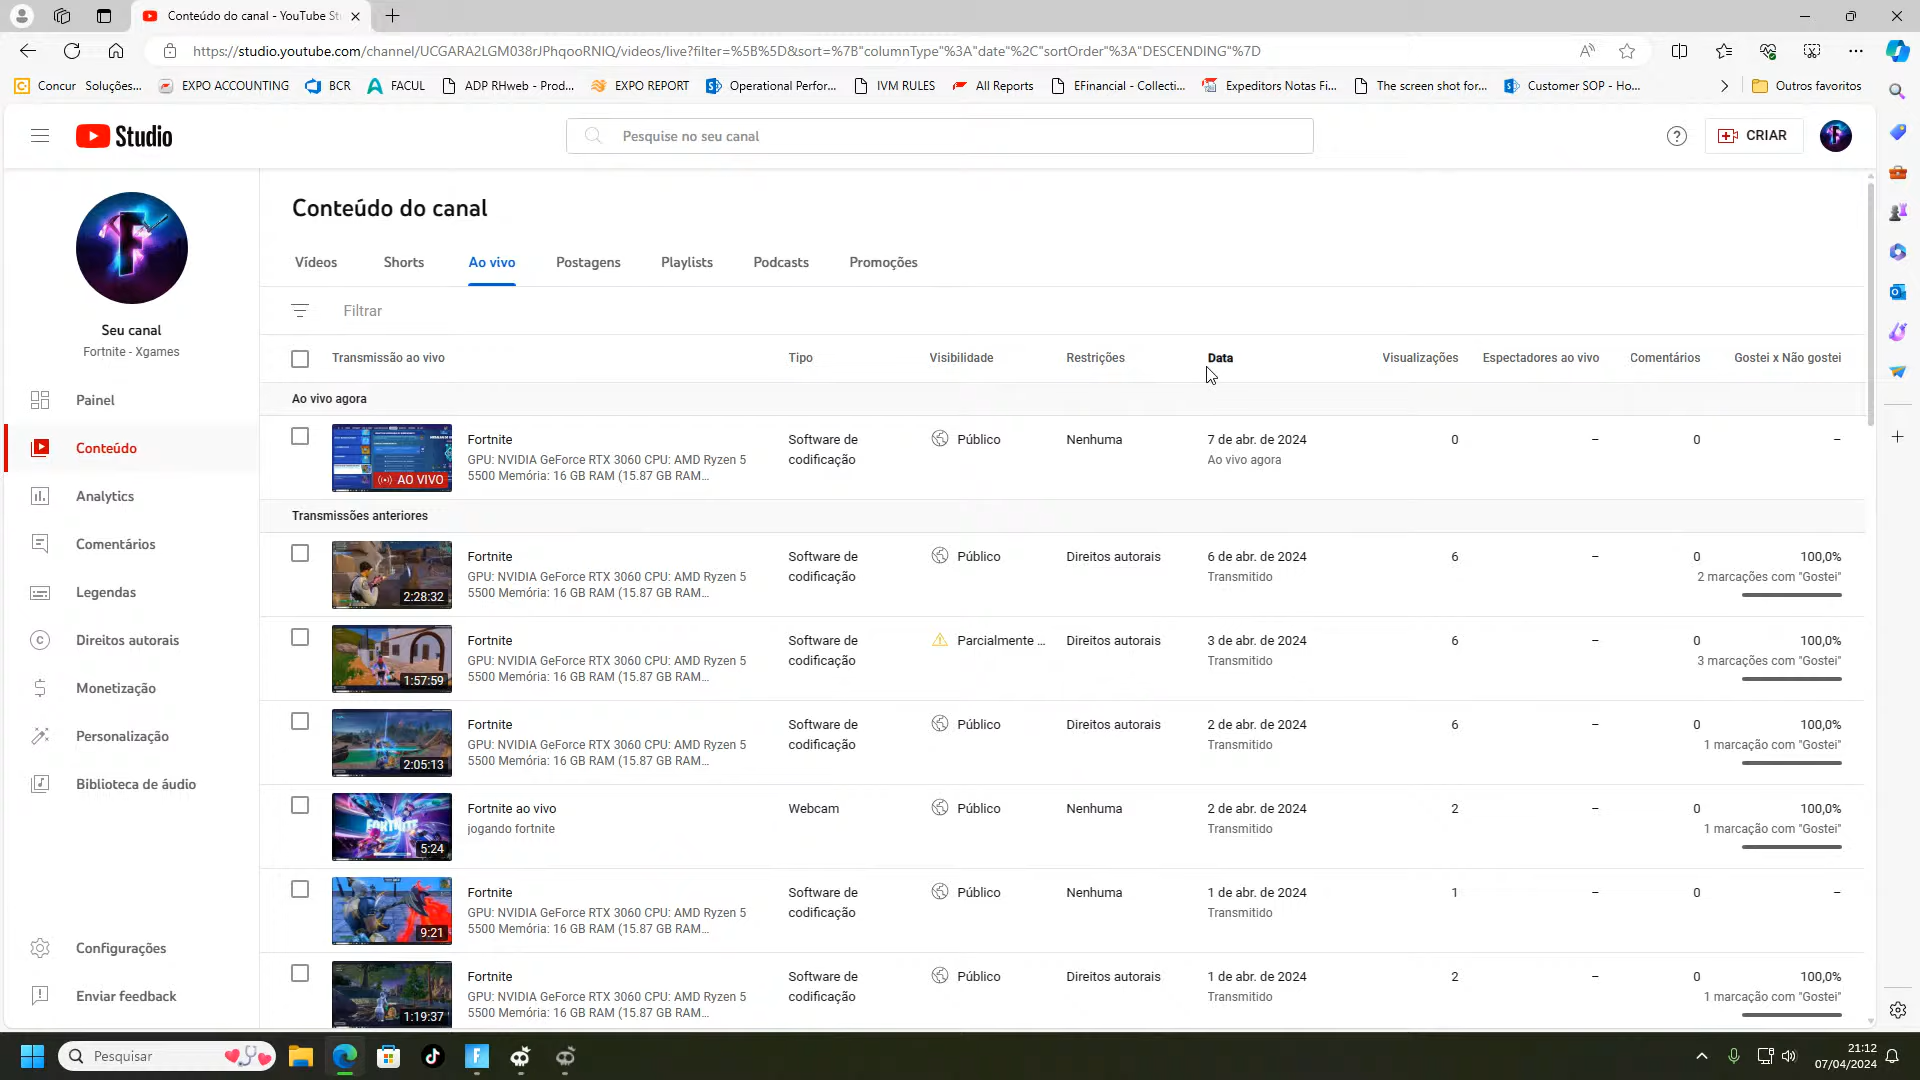 Conteúdo do canal - YouTube St
https://studio.youtube.com/channel/UCGARA2LGM038rJPhqooRNIQ/videos/live?filter=%5B%5D&sort=%7B"columnType"%3A"date"%2C"sortOrder"%3A"DESCENDING"%7D
Concur Soluções...
EXPO ACCOUNTING
BCR
FACUL
ADP RHweb - Prod...
EXPO REPORT
Operational Perfor...
IVM RULES
All Reports
EFinancial - Collecti...
Expeditors Notas Fi...
The screen shot for...
Customer SOP - Ho...
Outros favoritos
Studio
Pesquise no seu canal
CRIAR
Seu canal
Fortnite - Xgames
Painel
Conteúdo
Analytics
Comentários
Legendas
Direitos autorais
Monetização
Personalização
Biblioteca de áudio
Configurações
Enviar feedback
Conteúdo do canal
Vídeos Shorts Ao vivo Postagens Playlists Podcasts Promoções
Filtrar
Transmissão ao vivo Tipo Visibilidade Restrições Data Visualizações Espectadores ao vivo Comentários Gostei x Não gostei
Ao vivo agora
Fortnite Software de Público Nenhuma 7 de abr. de 2024 0 – 0 –
GPU: NVIDIA GeForce RTX 3060 CPU: AMD Ryzen 5 codificação Ao vivo agora
AO VIVO 5500 Memória: 16 GB RAM (15.87 GB RAM...
Transmissões anteriores
Fortnite Software de Público Direitos autorais 6 de abr. de 2024 6 – 0 100,0%
GPU: NVIDIA GeForce RTX 3060 CPU: AMD Ryzen 5 codificação Transmitido 2 marcações com "Gostei"
2:28:32 5500 Memória: 16 GB RAM (15.87 GB RAM...
Fortnite Software de Parcialmente ... Direitos autorais 3 de abr. de 2024 6 – 0 100,0%
GPU: NVIDIA GeForce RTX 3060 CPU: AMD Ryzen 5 codificação Transmitido 3 marcações com "Gostei"
1:57:59 5500 Memória: 16 GB RAM (15.87 GB RAM...
Fortnite Software de Público Direitos autorais 2 de abr. de 2024 6 – 0 100,0%
GPU: NVIDIA GeForce RTX 3060 CPU: AMD Ryzen 5 codificação Transmitido 1 marcação com "Gostei"
2:05:13 5500 Memória: 16 GB RAM (15.87 GB RAM...
Fortnite ao vivo Webcam Público Nenhuma 2 de abr. de 2024 2 – 0 100,0%
FORTNITE jogando fortnite Transmitido 1 marcação com "Gostei"
5:24
Fortnite Software de Público Nenhuma 1 de abr. de 2024 1 – 0 –
GPU: NVIDIA GeForce RTX 3060 CPU: AMD Ryzen 5 codificação Transmitido
9:21 5500 Memória: 16 GB RAM (15.87 GB RAM...
Fortnite Software de Público Direitos autorais 1 de abr. de 2024 2 – 0 100,0%
GPU: NVIDIA GeForce RTX 3060 CPU: AMD Ryzen 5 codificação Transmitido 1 marcação com "Gostei"
1:19:37 5500 Memória: 16 GB RAM (15.87 GB RAM...
Pesquisar
21:12
07/04/2024